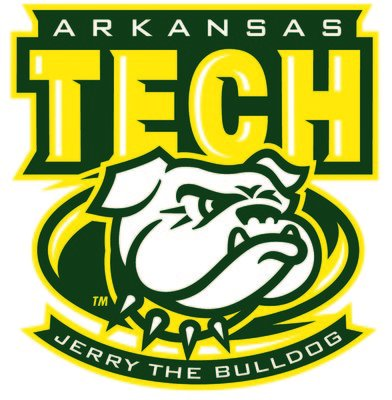 ARKANSAS
TECH
TM
JERRY THE BULLDOG